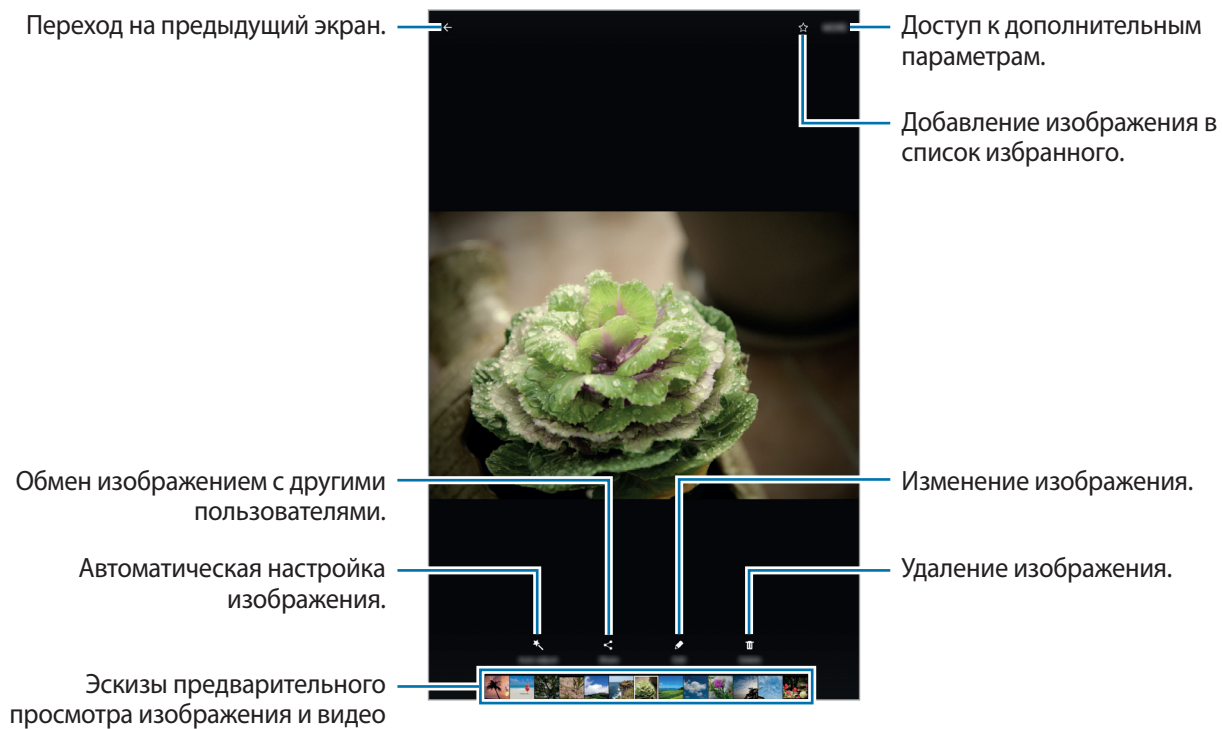 Переход на предыдущий экран.
Доступ к дополнительным
параметрам.
Добавление изображения в
список избранного.
Обмен изображением с другими
пользователями.
Изменение изображения.
Автоматическая настройка
изображения.
Удаление изображения.
Эскизы предварительного
просмотра изображения и видео